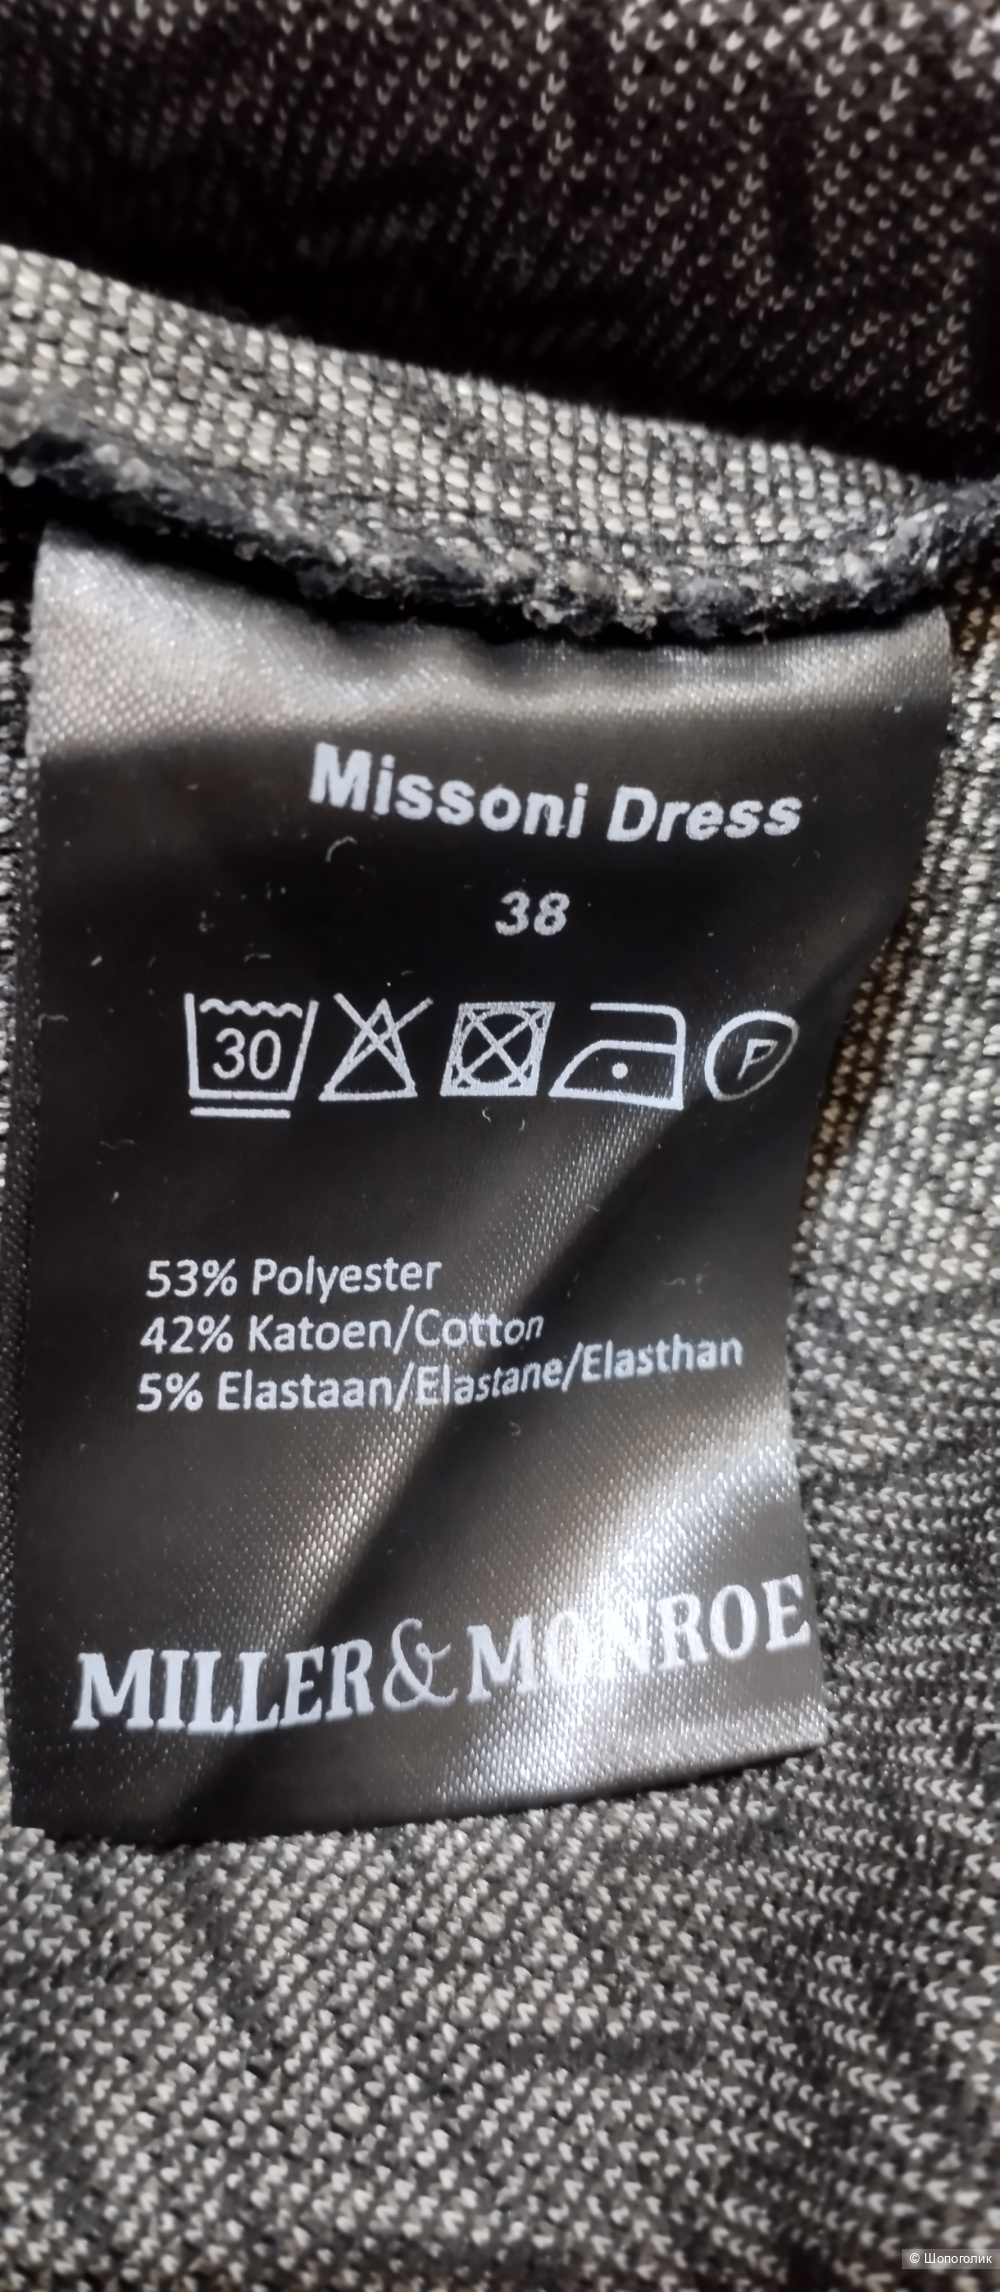 Missoni Dress
38
30
P
53% Polyester
42% Katoen/Cotton
5% Elastaan/Elastane/Elasthan
MILLER & MONROE
© Шопоголик